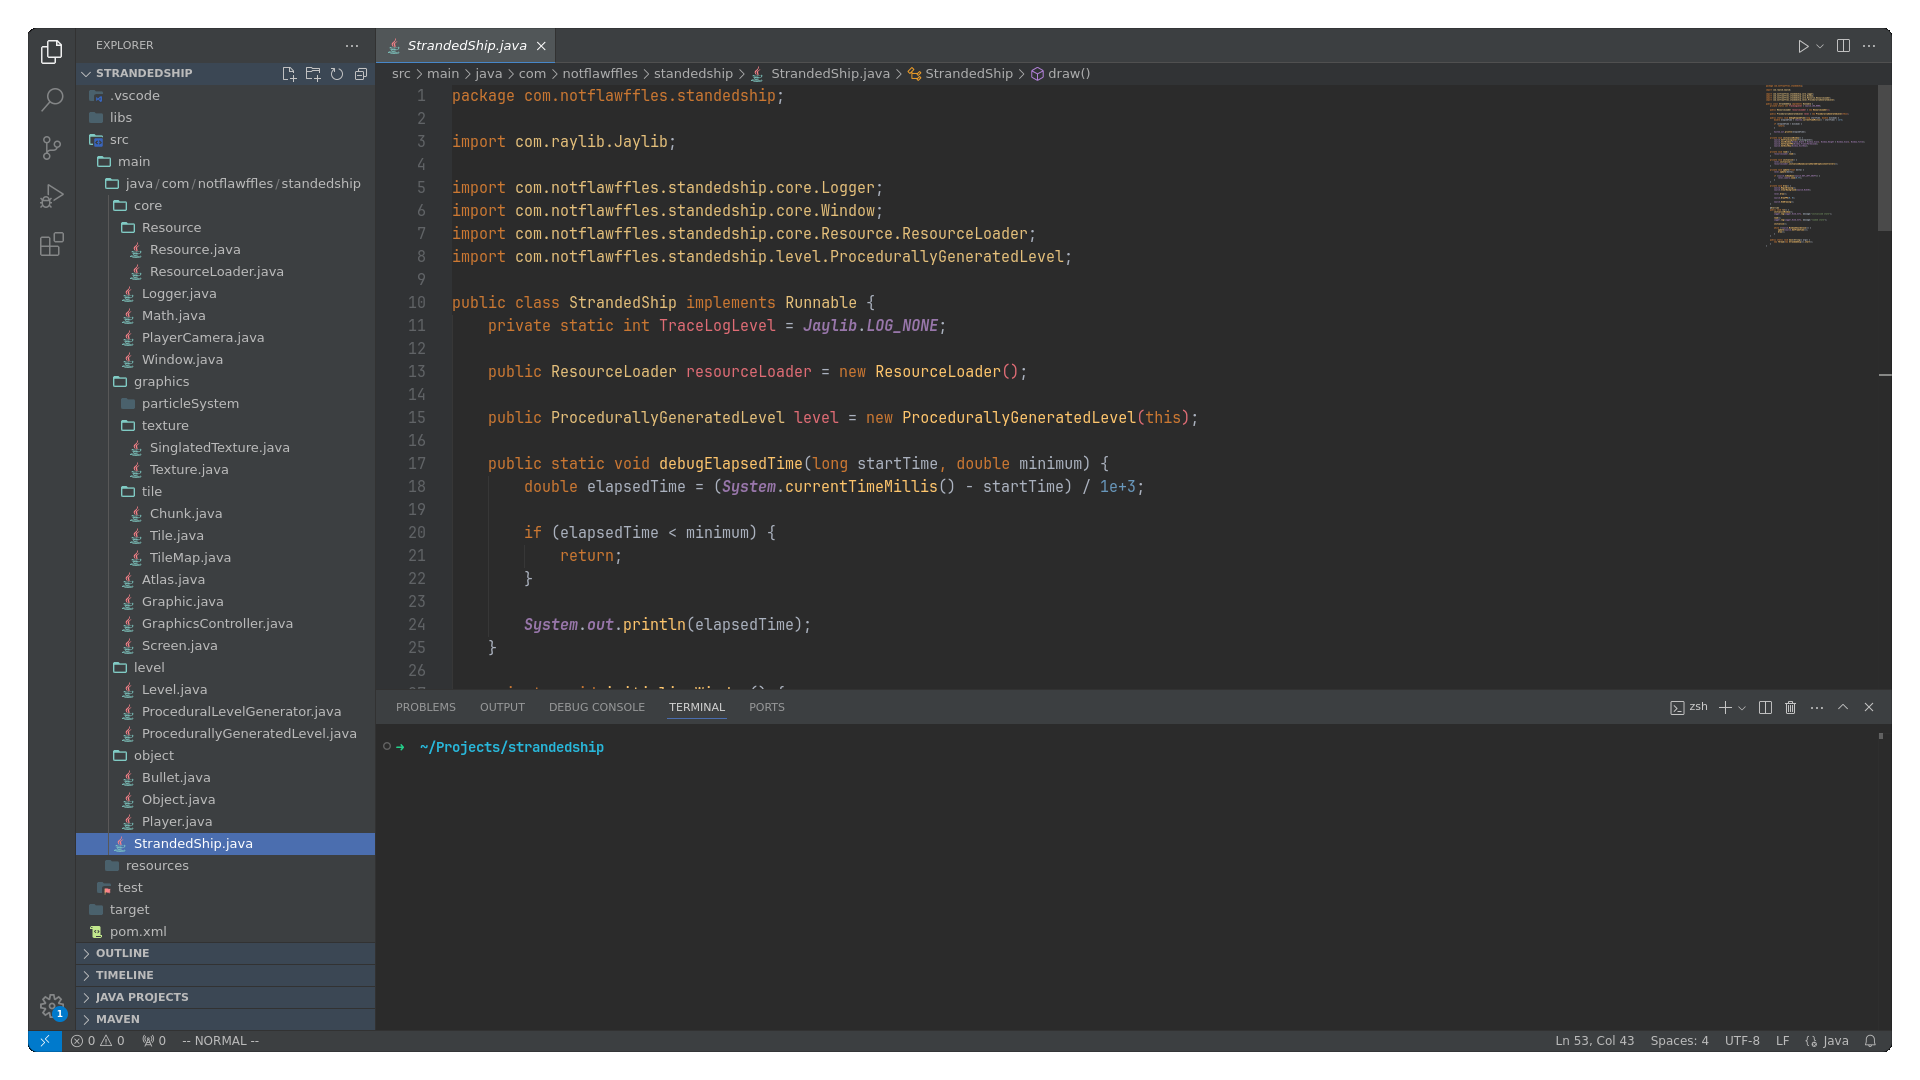 EXPLORER
STRANDEDSHIP
.vscode
libs
src
main
java/com/notflawffles/standedship
core
Resource
Resource.java
ResourceLoader.java
Logger.java
Math.java
PlayerCamera.java
Window.java
graphics
particleSystem
texture
SinglatedTexture.java
Texture.java
tile
Chunk.java
Tile.java
TileMap.java
Atlas.java
Graphic.java
GraphicsController.java
Screen.java
level
Level.java
ProceduralLevelGenerator.java
ProcedurallyGeneratedLevel.java
object
Bullet.java
Object.java
Player.java
StrandedShip.java
resources
test
target
pom.xml
OUTLINE
TIMELINE
JAVA PROJECTS
MAVEN
1
StrandedShip.java
src > main > java > com > notflawffles > standedship > StrandedShip.java > StrandedShip > draw()
1 package com.notflawffles.standedship;
2
3 import com.raylib.Jaylib;
4
5 import com.notflawffles.standedship.core.Logger;
6 import com.notflawffles.standedship.core.Window;
7 import com.notflawffles.standedship.core.Resource.ResourceLoader;
8 import com.notflawffles.standedship.level.ProcedurallyGeneratedLevel;
9
10 public class StrandedShip implements Runnable {
11 private static int TraceLogLevel = Jaylib.LOG_NONE;
12
13 public ResourceLoader resourceLoader = new ResourceLoader();
14
15 public ProcedurallyGeneratedLevel level = new ProcedurallyGeneratedLevel(this);
16
17 public static void debugElapsedTime(long startTime, double minimum) {
18 double elapsedTime = (System.currentTimeMillis() - startTime) / 1e+3;
19
20 if (elapsedTime < minimum) {
21 return;
22 }
23
24 System.out.println(elapsedTime);
25 }
26
PROBLEMS OUTPUT DEBUG CONSOLE TERMINAL PORTS
zsh
→ ~/Projects/strandedship
0 0 0 -- NORMAL --
Ln 53, Col 43 Spaces: 4 UTF-8 LF Java